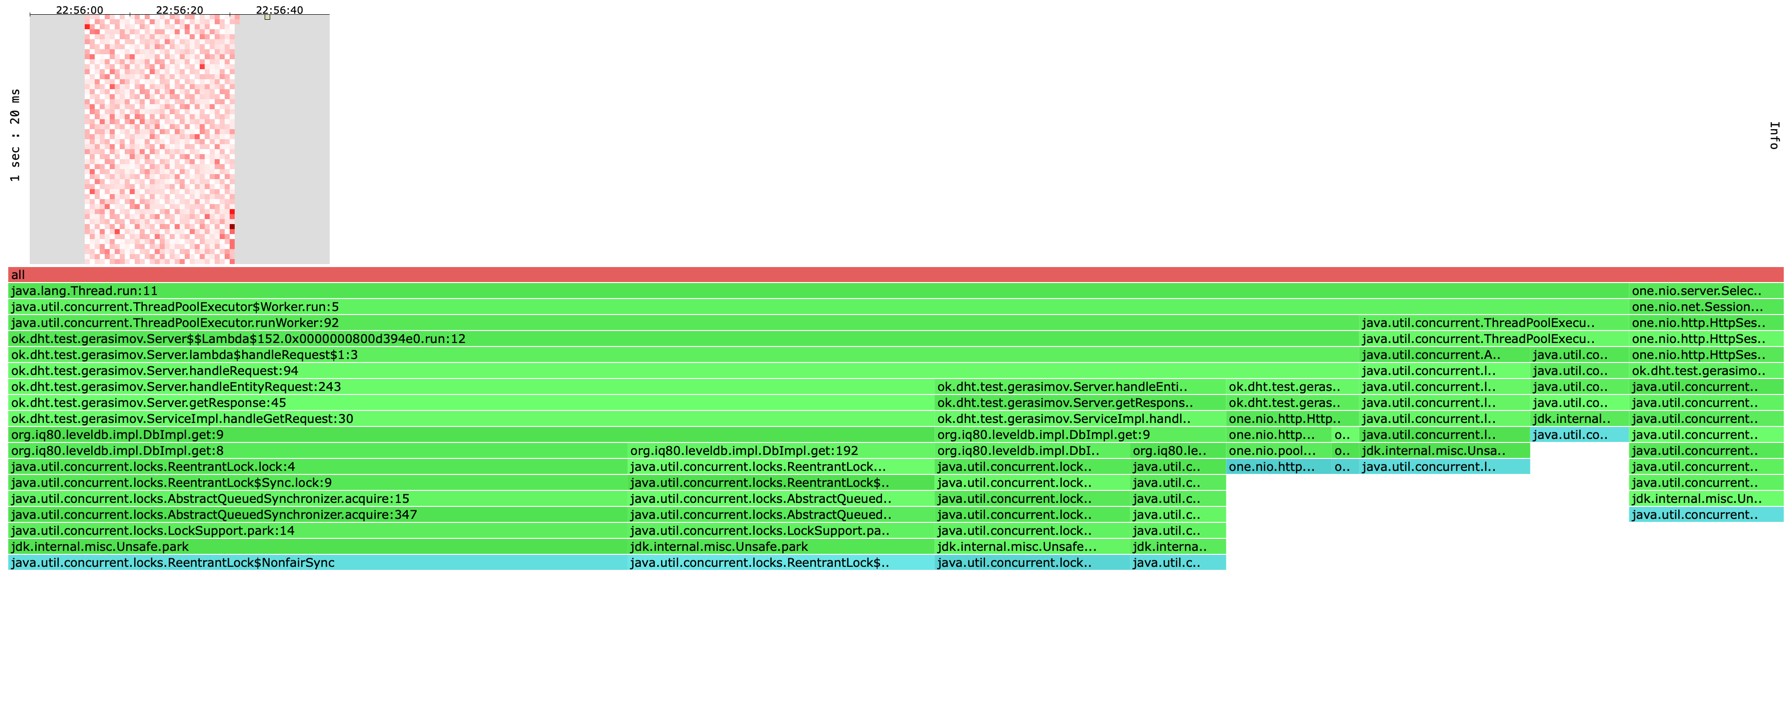 22:56:00 22:56:20 22:56:40
1 sec : 20 ms
Info
all
java.lang.Thread.run:11 one.nio.server.Selec..
java.util.concurrent.ThreadPoolExecutor$Worker.run:5 one.nio.net.Session...
java.util.concurrent.ThreadPoolExecutor.runWorker:92 java.util.concurrent.ThreadPoolExecu.. one.nio.http.HttpSes..
ok.dht.test.gerasimov.Server$$Lambda$152.0x0000000800d394e0.run:12 java.util.concurrent.ThreadPoolExecu.. one.nio.http.HttpSes..
ok.dht.test.gerasimov.Server.lambda$handleRequest$1:3 java.util.concurrent.A.. java.util.co.. one.nio.http.HttpSes..
ok.dht.test.gerasimov.Server.handleRequest:94 java.util.concurrent.l.. java.util.co.. ok.dht.test.gerasimo..
ok.dht.test.gerasimov.Server.handleEntityRequest:243 ok.dht.test.gerasimov.Server.handleEnti.. ok.dht.test.geras.. java.util.concurrent.l.. java.util.co.. java.util.concurrent..
ok.dht.test.gerasimov.Server.getResponse:45 ok.dht.test.gerasimov.Server.getRespons.. ok.dht.test.geras.. java.util.concurrent.l.. java.util.co.. java.util.concurrent..
ok.dht.test.gerasimov.ServiceImpl.handleGetRequest:30 ok.dht.test.gerasimov.ServiceImpl.handl.. one.nio.http.Http.. java.util.concurrent.l.. jdk.internal.. java.util.concurrent..
org.iq80.leveldb.impl.DbImpl.get:9 org.iq80.leveldb.impl.DbImpl.get:9 one.nio.http... o.. java.util.concurrent.l.. java.util.co.. java.util.concurrent..
org.iq80.leveldb.impl.DbImpl.get:8 org.iq80.leveldb.impl.DbImpl.get:192 org.iq80.leveldb.impl.DbI.. org.iq80.le.. one.nio.pool... o.. jdk.internal.misc.Unsa.. java.util.concurrent..
java.util.concurrent.locks.ReentrantLock.lock:4 java.util.concurrent.locks.ReentrantLock... java.util.concurrent.lock.. java.util.c.. one.nio.http... o.. java.util.concurrent.l.. java.util.concurrent..
java.util.concurrent.locks.ReentrantLock$Sync.lock:9 java.util.concurrent.locks.ReentrantLock$.. java.util.concurrent.lock.. java.util.c.. java.util.concurrent..
java.util.concurrent.locks.AbstractQueuedSynchronizer.acquire:15 java.util.concurrent.locks.AbstractQueued.. java.util.concurrent.lock.. java.util.c.. jdk.internal.misc.Un..
java.util.concurrent.locks.AbstractQueuedSynchronizer.acquire:347 java.util.concurrent.locks.AbstractQueued.. java.util.concurrent.lock.. java.util.c.. java.util.concurrent..
java.util.concurrent.locks.LockSupport.park:14 java.util.concurrent.locks.LockSupport.pa.. java.util.concurrent.lock.. java.util.c..
jdk.internal.misc.Unsafe.park jdk.internal.misc.Unsafe.park jdk.internal.misc.Unsafe... jdk.interna..
java.util.concurrent.locks.ReentrantLock$NonfairSync java.util.concurrent.locks.ReentrantLock$.. java.util.concurrent.lock.. java.util.c..